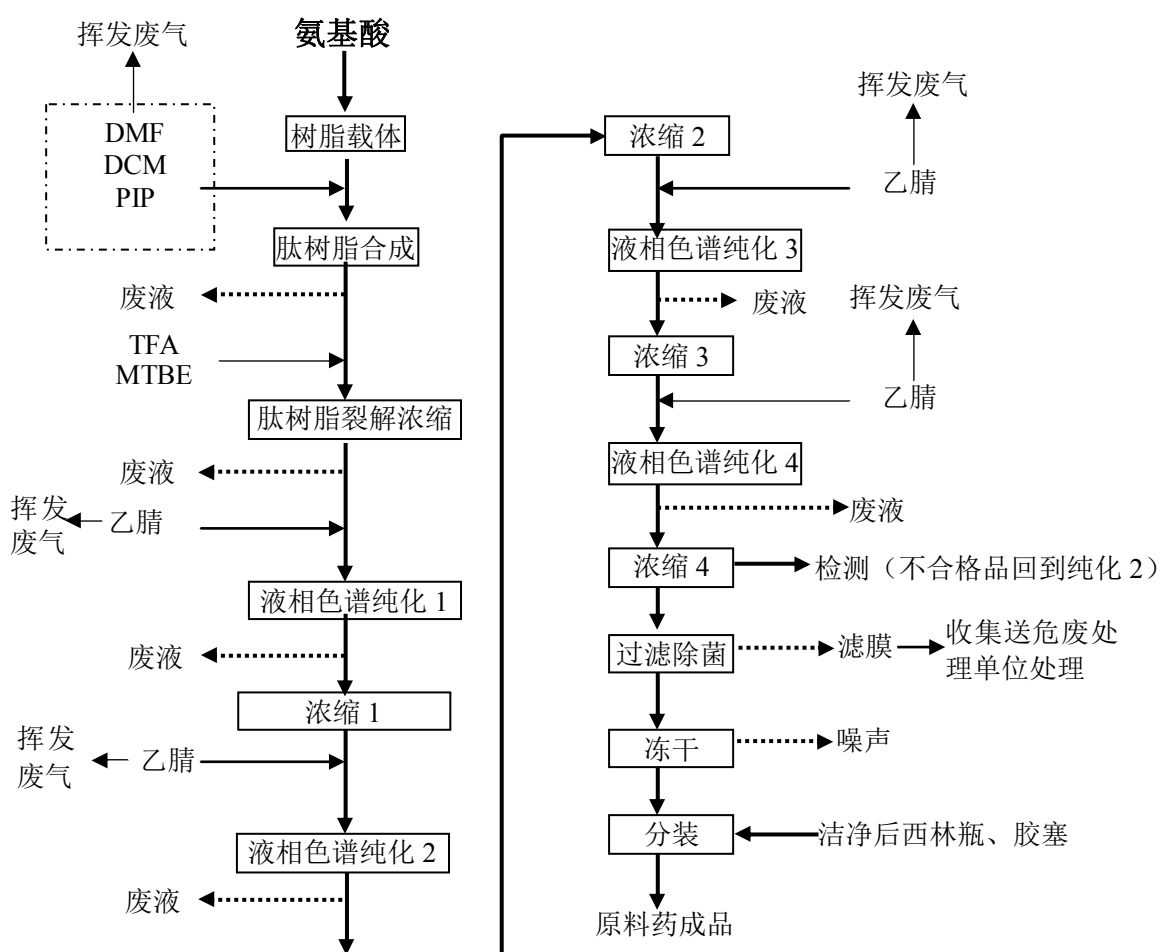 挥发废气
氨基酸
DMF
DCM
PIP
树脂载体
肽树脂合成
废液
TFA
MTBE
肽树脂裂解浓缩
废液
挥发
废气
乙腈
液相色谱纯化 1
废液
浓缩 1
挥发
废气
乙腈
液相色谱纯化 2
废液
浓缩 2
挥发废气
乙腈
液相色谱纯化 3
废液
挥发废气
浓缩 3
乙腈
液相色谱纯化 4
废液
浓缩 4
检测（不合格品回到纯化 2）
过滤除菌
滤膜
收集送危废处
理单位处理
冻干
噪声
分装
洁净后西林瓶、胶塞
原料药成品